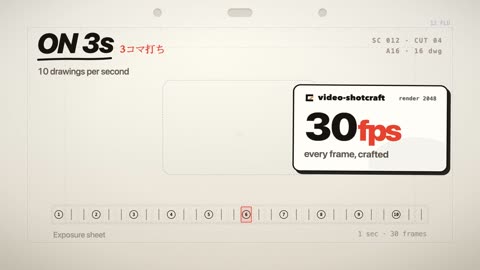 12 FLD
ON 3s 3コマ打ち
10 drawings per second
SC 012 · CUT 04
A16 · 16 dwg
video-shotcraft render 2048
30fps
every frame, crafted
1 2 3 4 5 6 7 8 9 10
Exposure sheet
1 sec · 30 frames